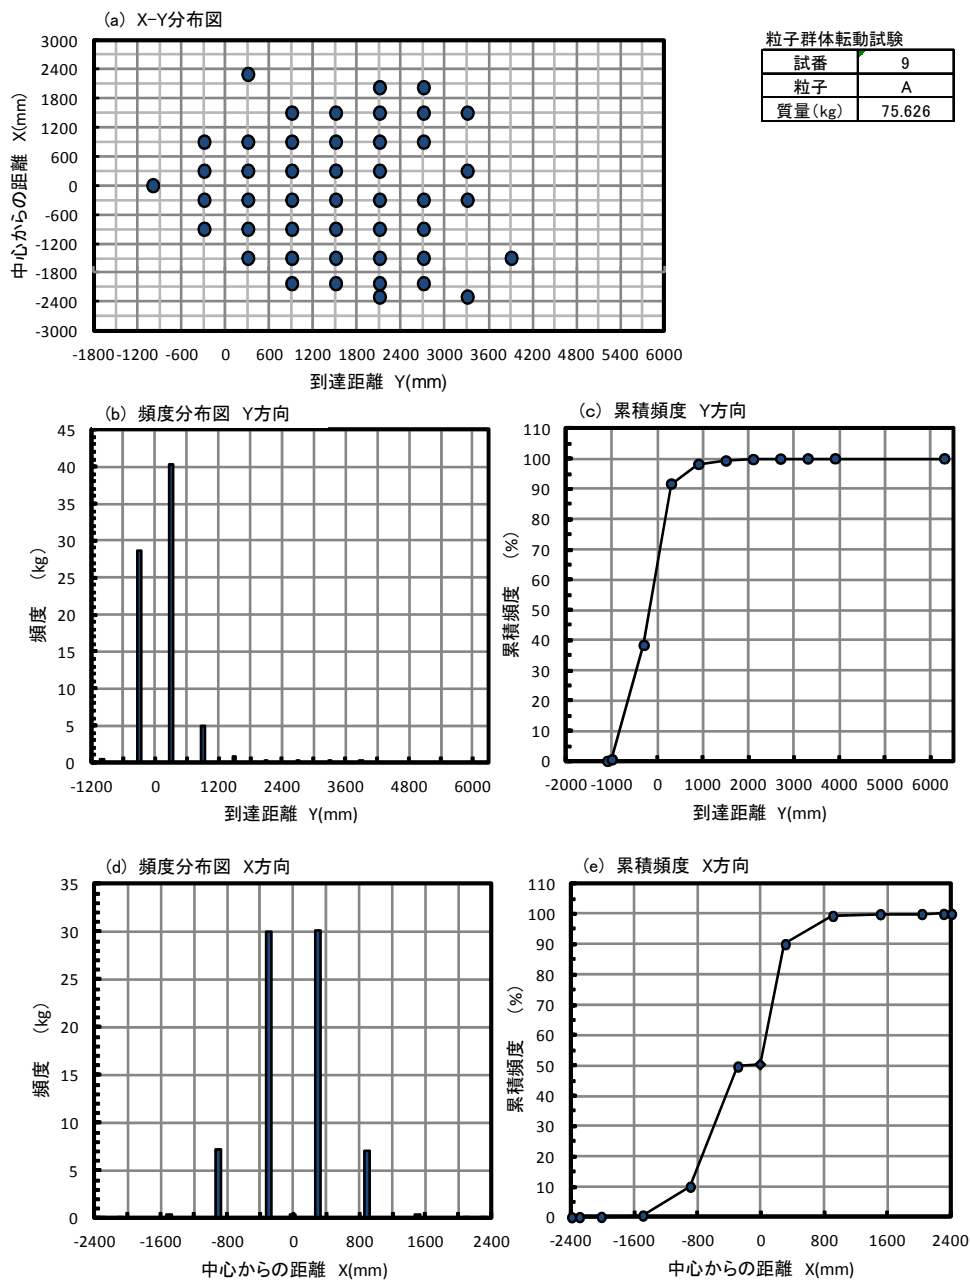 (a) X-Y分布図
粒子群体転動試験
試番 9
粒子 A
質量(kg) 75.626
中心からの距離 X(mm)
3000
2400
1800
1200
600
0
-600
-1200
-1800
-2400
-3000
-1800 -1200 -600 0 600 1200 1800 2400 3000 3600 4200 4800 5400 6000
到達距離 Y(mm)
(b) 頻度分布図 Y方向
頻度 (kg)
45
40
35
30
25
20
15
10
5
0
-1200 0 1200 2400 3600 4800 6000
到達距離 Y(mm)
(c) 累積頻度 Y方向
累積頻度 (%)
110
100
90
80
70
60
50
40
30
20
10
0
-2000 -1000 0 1000 2000 3000 4000 5000 6000
到達距離 Y(mm)
(d) 頻度分布図 X方向
頻度 (kg)
35
30
25
20
15
10
5
0
-2400 -1600 -800 0 800 1600 2400
中心からの距離 X(mm)
(e) 累積頻度 X方向
累積頻度 (%)
110
100
90
80
70
60
50
40
30
20
10
0
-2400 -1600 -800 0 800 1600 2400
中心からの距離 X(mm)